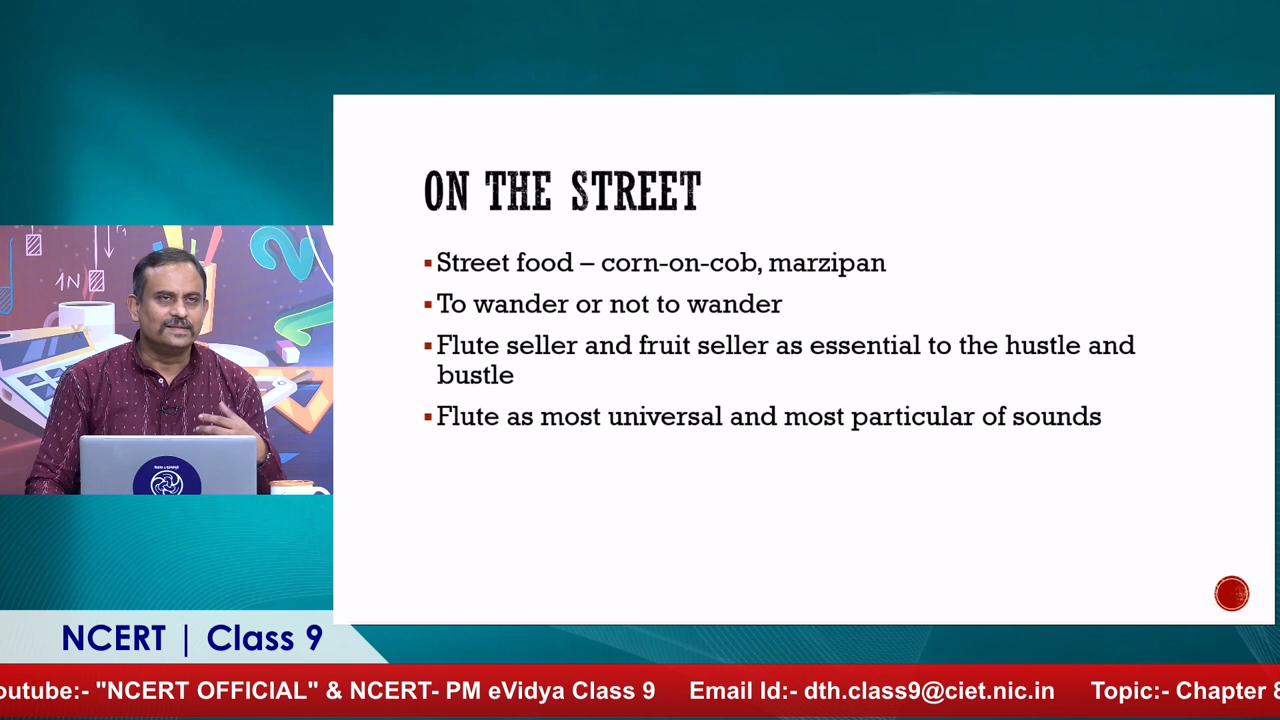 ON THE STREET
▪Street food – corn-on-cob, marzipan
▪To wander or not to wander
▪Flute seller and fruit seller as essential to the hustle and
bustle
▪Flute as most universal and most particular of sounds
1N
2
NCERT | Class 9
outube:- "NCERT OFFICIAL" & NCERT- PM eVidya Class 9 Email Id:- dth.class9@ciet.nic.in Topic:- Chapter 8